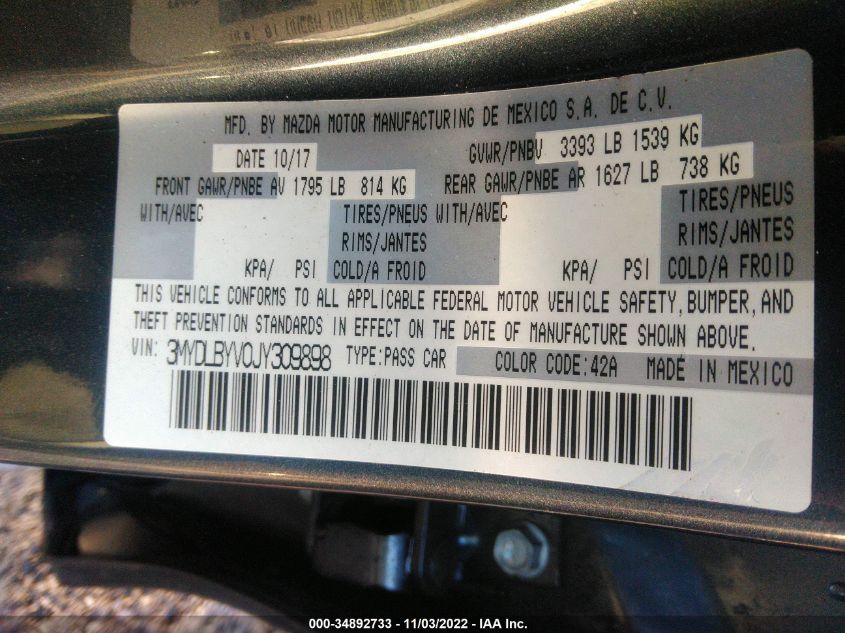 MFD. BY MAZDA MOTOR MANUFACTURING DE MEXICO S.A. DE C.V.
DATE 10/17 GVWR/PNBV 3393 LB 1539 KG
FRONT GAWR/PNBE AV 1795 LB 814 KG REAR GAWR/PNBE AR 1627 LB 738 KG
WITH/AVEC TIRES/PNEUS WITH/AVEC TIRES/PNEUS
RIMS/JANTES RIMS/JANTES
KPA/ PSI COLD/A FROID KPA/ PSI COLD/A FROID
THIS VEHICLE CONFORMS TO ALL APPLICABLE FEDERAL MOTOR VEHICLE SAFETY, BUMPER, AND
THEFT PREVENTION STANDARDS IN EFFECT ON THE DATE OF MANUFACTURE SHOWN ABOVE.
VIN: 3MYDLBYV0JY309898 TYPE:PASS CAR COLOR CODE:42A MADE IN MEXICO
000-34892733 - 11/03/2022 - IAA Inc.